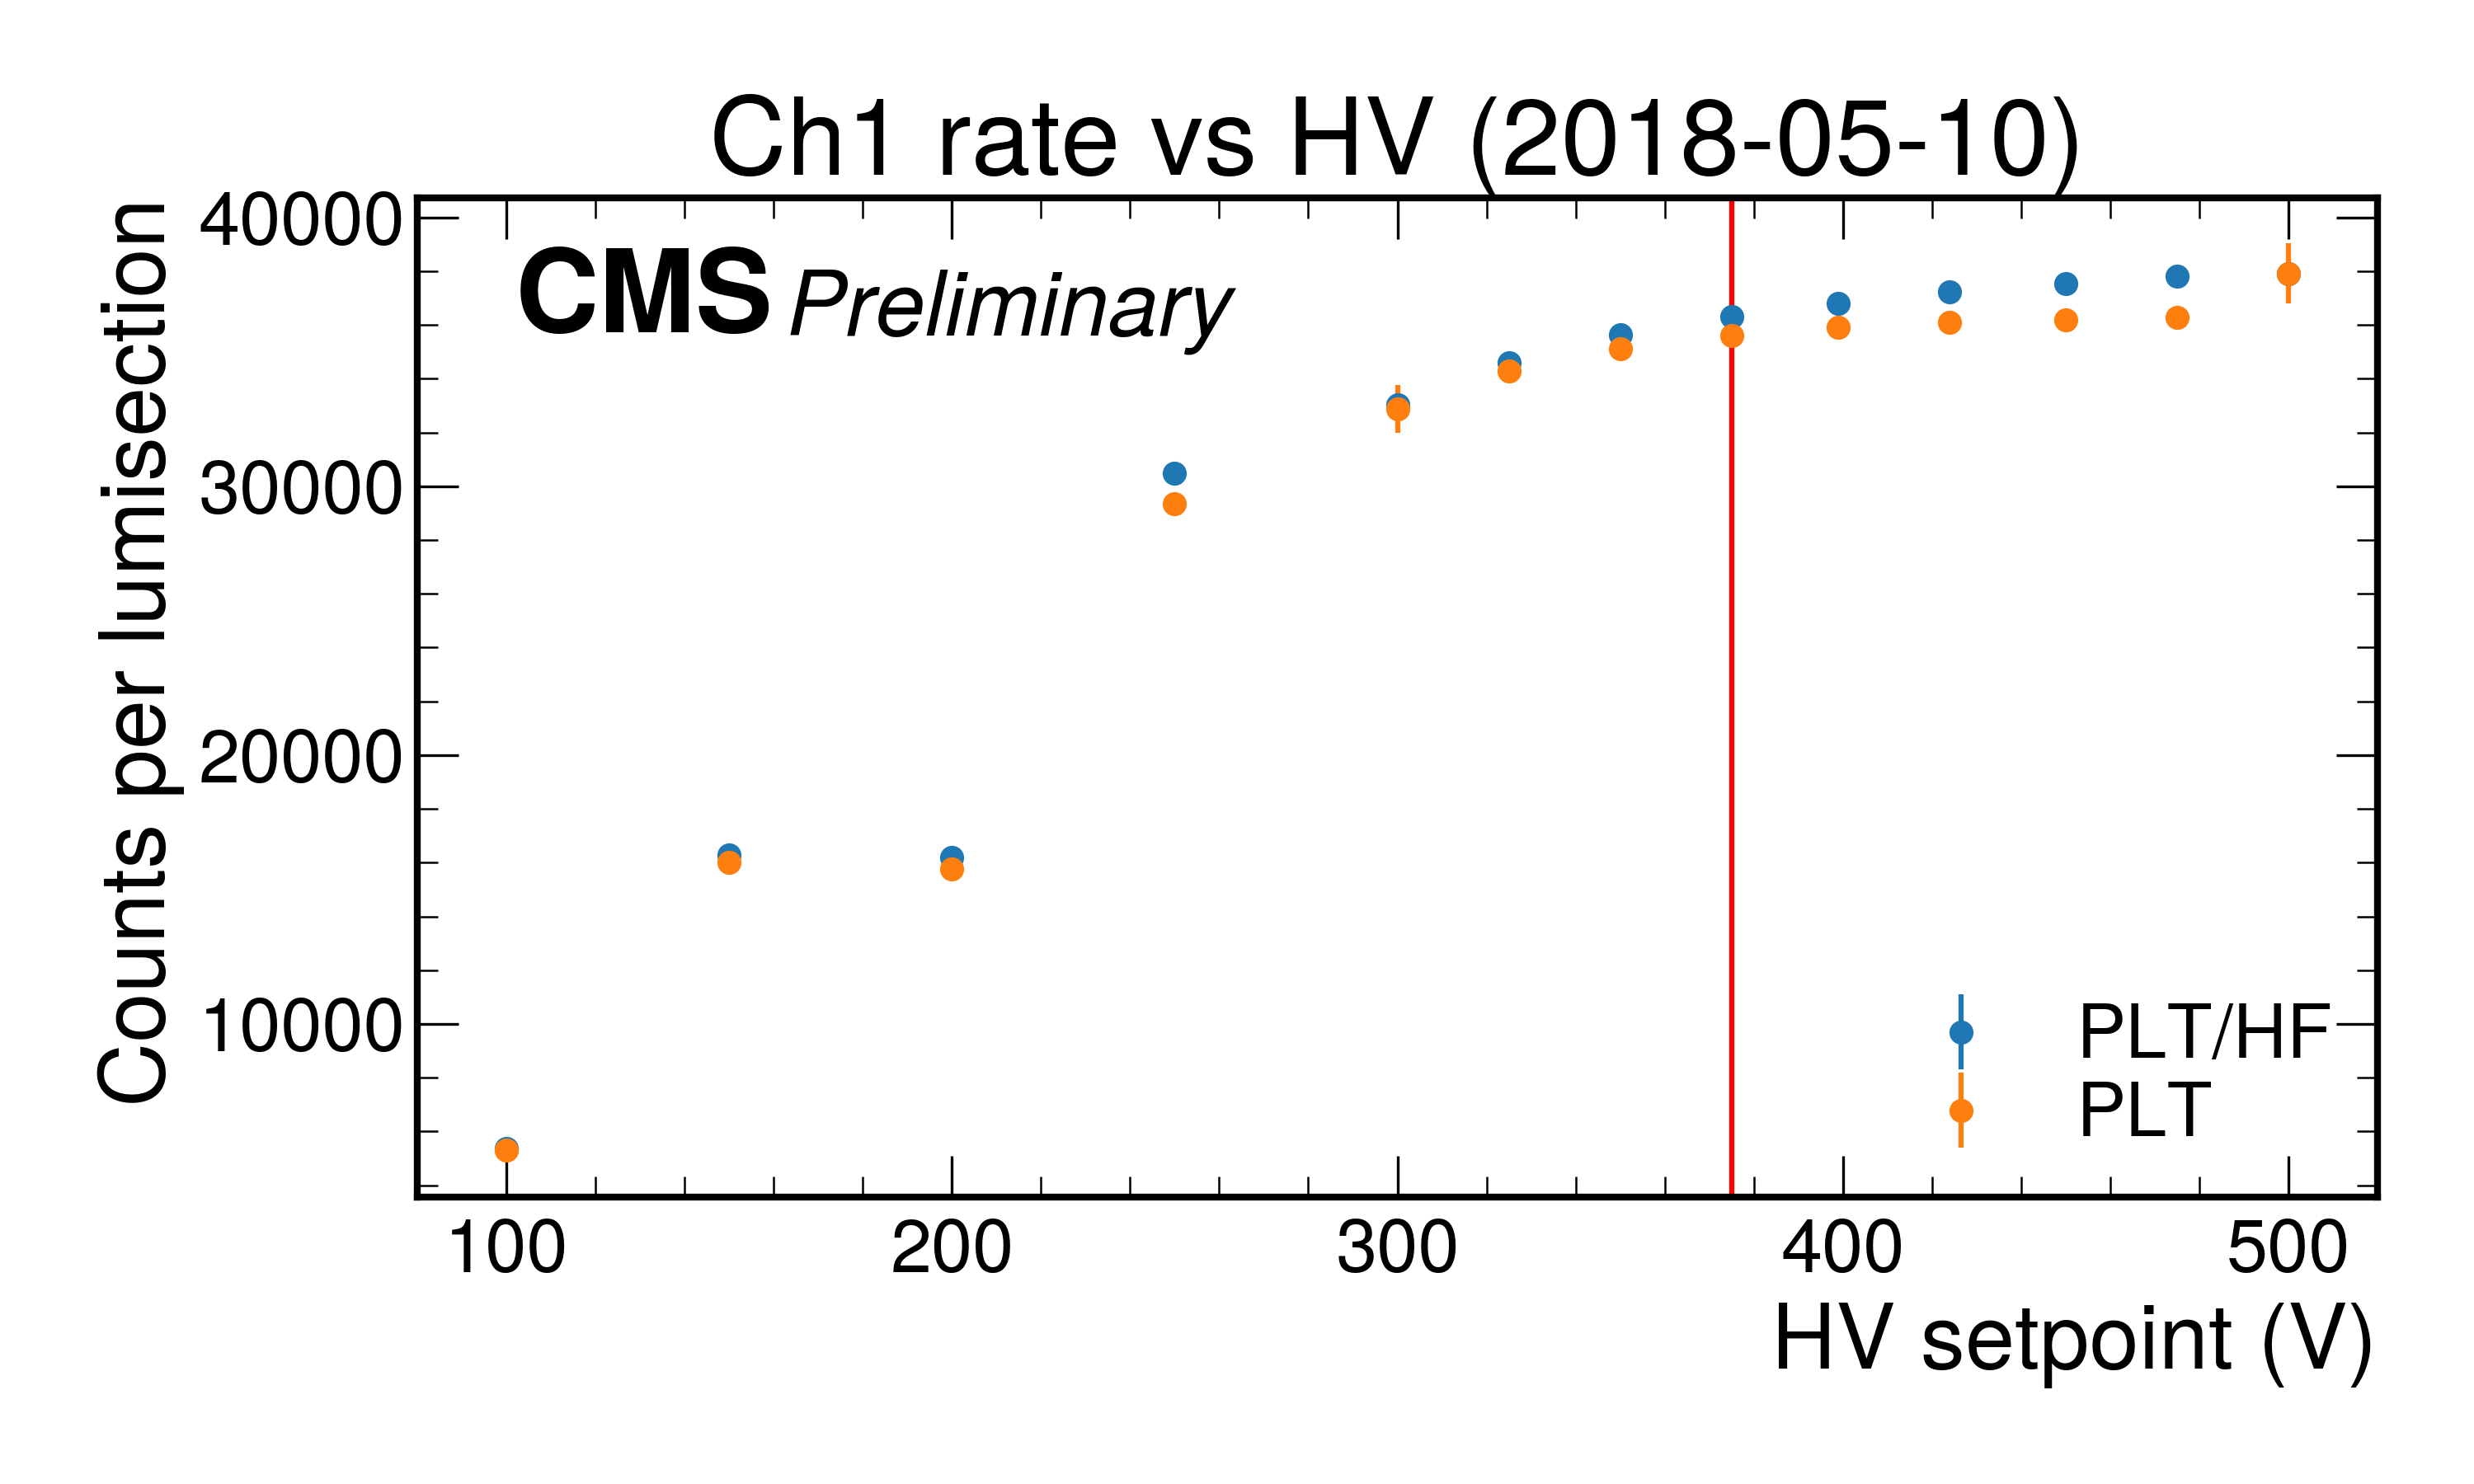 Ch1 rate vs HV (2018-05-10)
CMS Preliminary
Counts per lumisection
40000
30000
20000
10000
PLT/HF
PLT
100 200 300 400 500
HV setpoint (V)